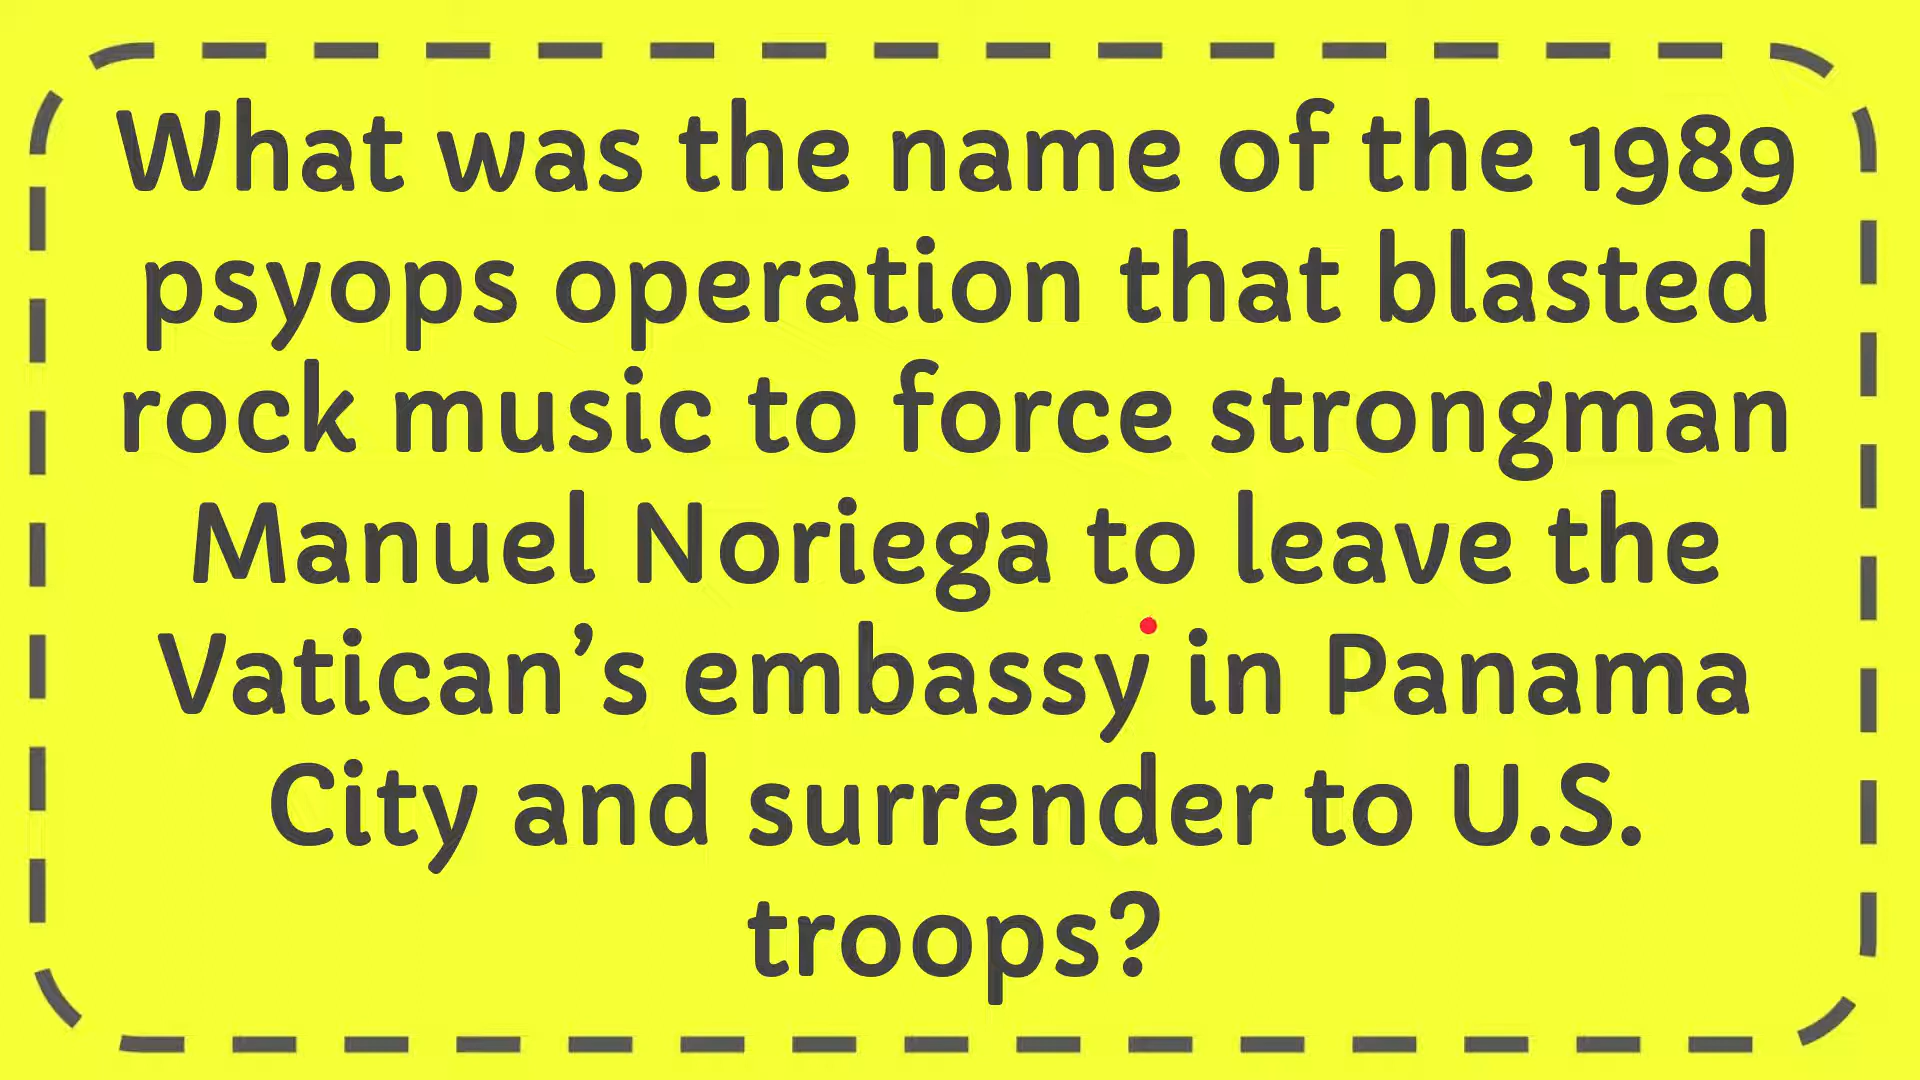 What was the name of the 1989
psyops operation that blasted
rock music to force strongman
Manuel Noriega to leave the
Vatican’s embassy in Panama
City and surrender to U.S.
troops?